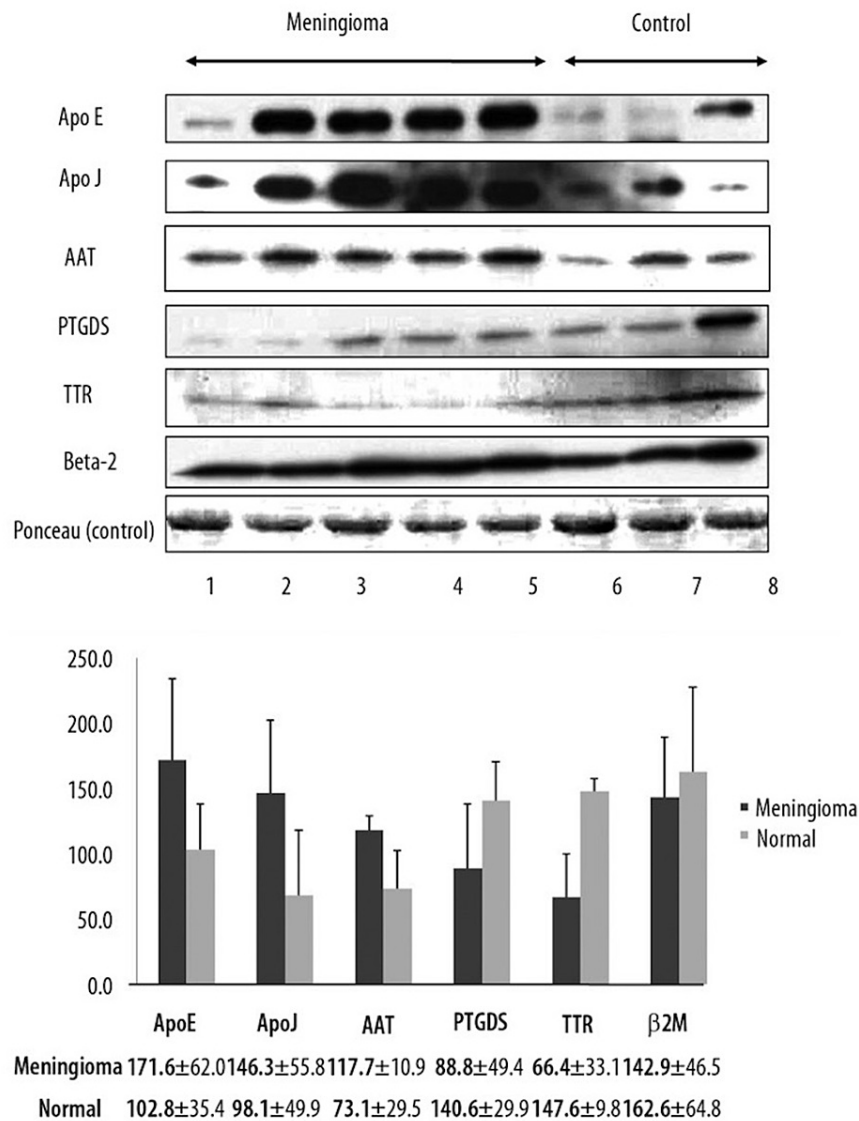 Meningioma Control
Apo E
Apo J
AAT
PTGDS
TTR
Beta-2
Ponceau (control)
1 2 3 4 5 6 7 8
250.0
200.0
150.0
100.0
50.0
0.0
Meningioma
Normal
ApoE ApoJ AAT PTGDS TTR β2M
Meningioma 171.6±62.0 146.3±55.8 117.7±10.9 88.8±49.4 66.4±33.1 142.9±46.5
Normal 102.8±35.4 98.1±49.9 73.1±29.5 140.6±29.9 147.6±9.8 162.6±64.8